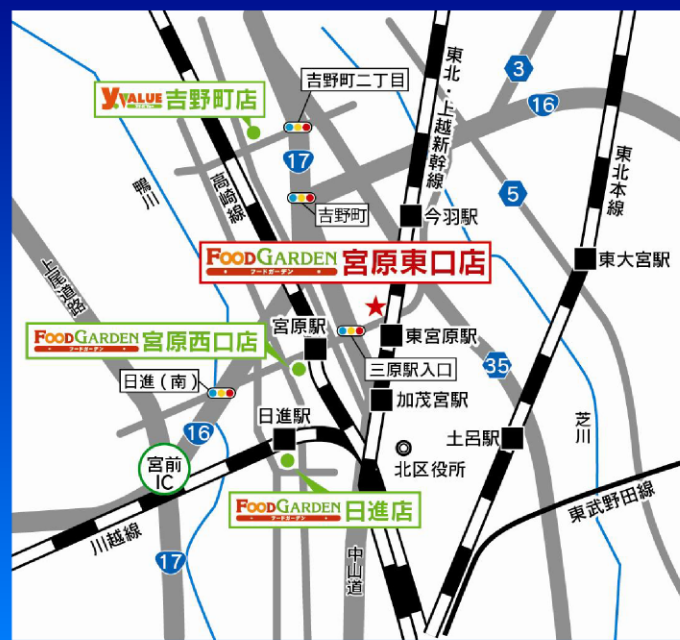 3
16
吉野町二丁目
Y VALUE 吉野町店
17
東北・上越新幹線
東北本線
鴨川
高崎線
5
吉野町
今羽駅
FOODGARDEN フードガーデン 宮原東口店
東大宮駅
上尾道路
宮原駅
東宮原駅
FOODGARDEN フードガーデン 宮原西口店
三原駅入口
35
日進(南)
加茂宮駅
日進駅
16
土呂駅
芝川
宮前
IC
北区役所
東武野田線
FOODGARDEN フードガーデン 日進店
川越線
17
中山道